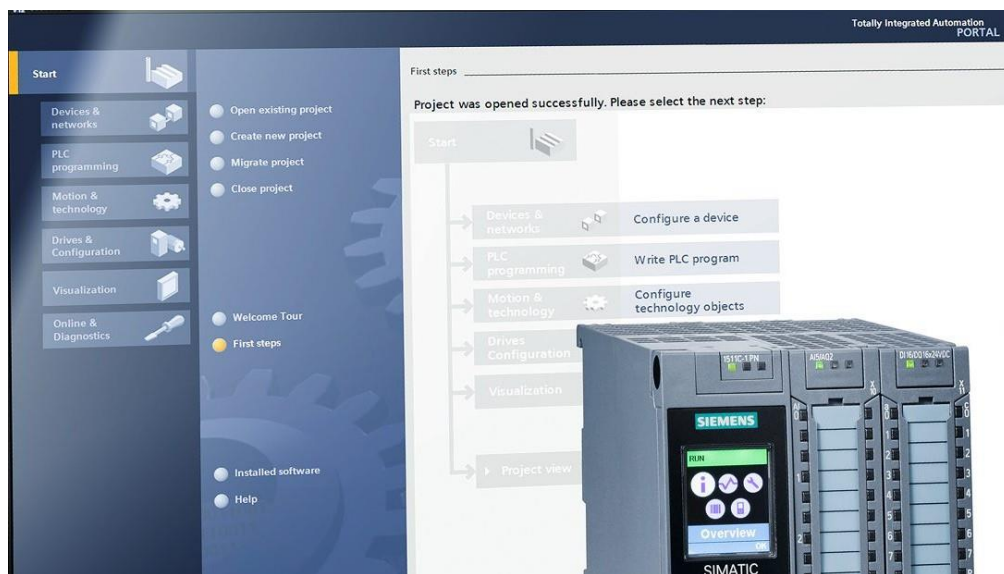 Totally Integrated Automation
PORTAL
Start
Devices &
networks
PLC
programming
Motion &
technology
Drives &
Configuration
Visualization
Online &
Diagnostics
Open existing project
Create new project
Migrate project
Close project
Welcome Tour
First steps
Installed software
Help
First steps
Project was opened successfully. Please select the next step:
Start
Devices &
networks
Configure a device
PLC
programming
Write PLC program
Motion &
technology
Configure
technology objects
Drives
Configuration
Visualization
Project view
1511C-1 PN
AI5/AQ2
DI16/DQ16x24VDC
X
10
X
11
SIEMENS
RUN
Overview
OK
SIMATIC